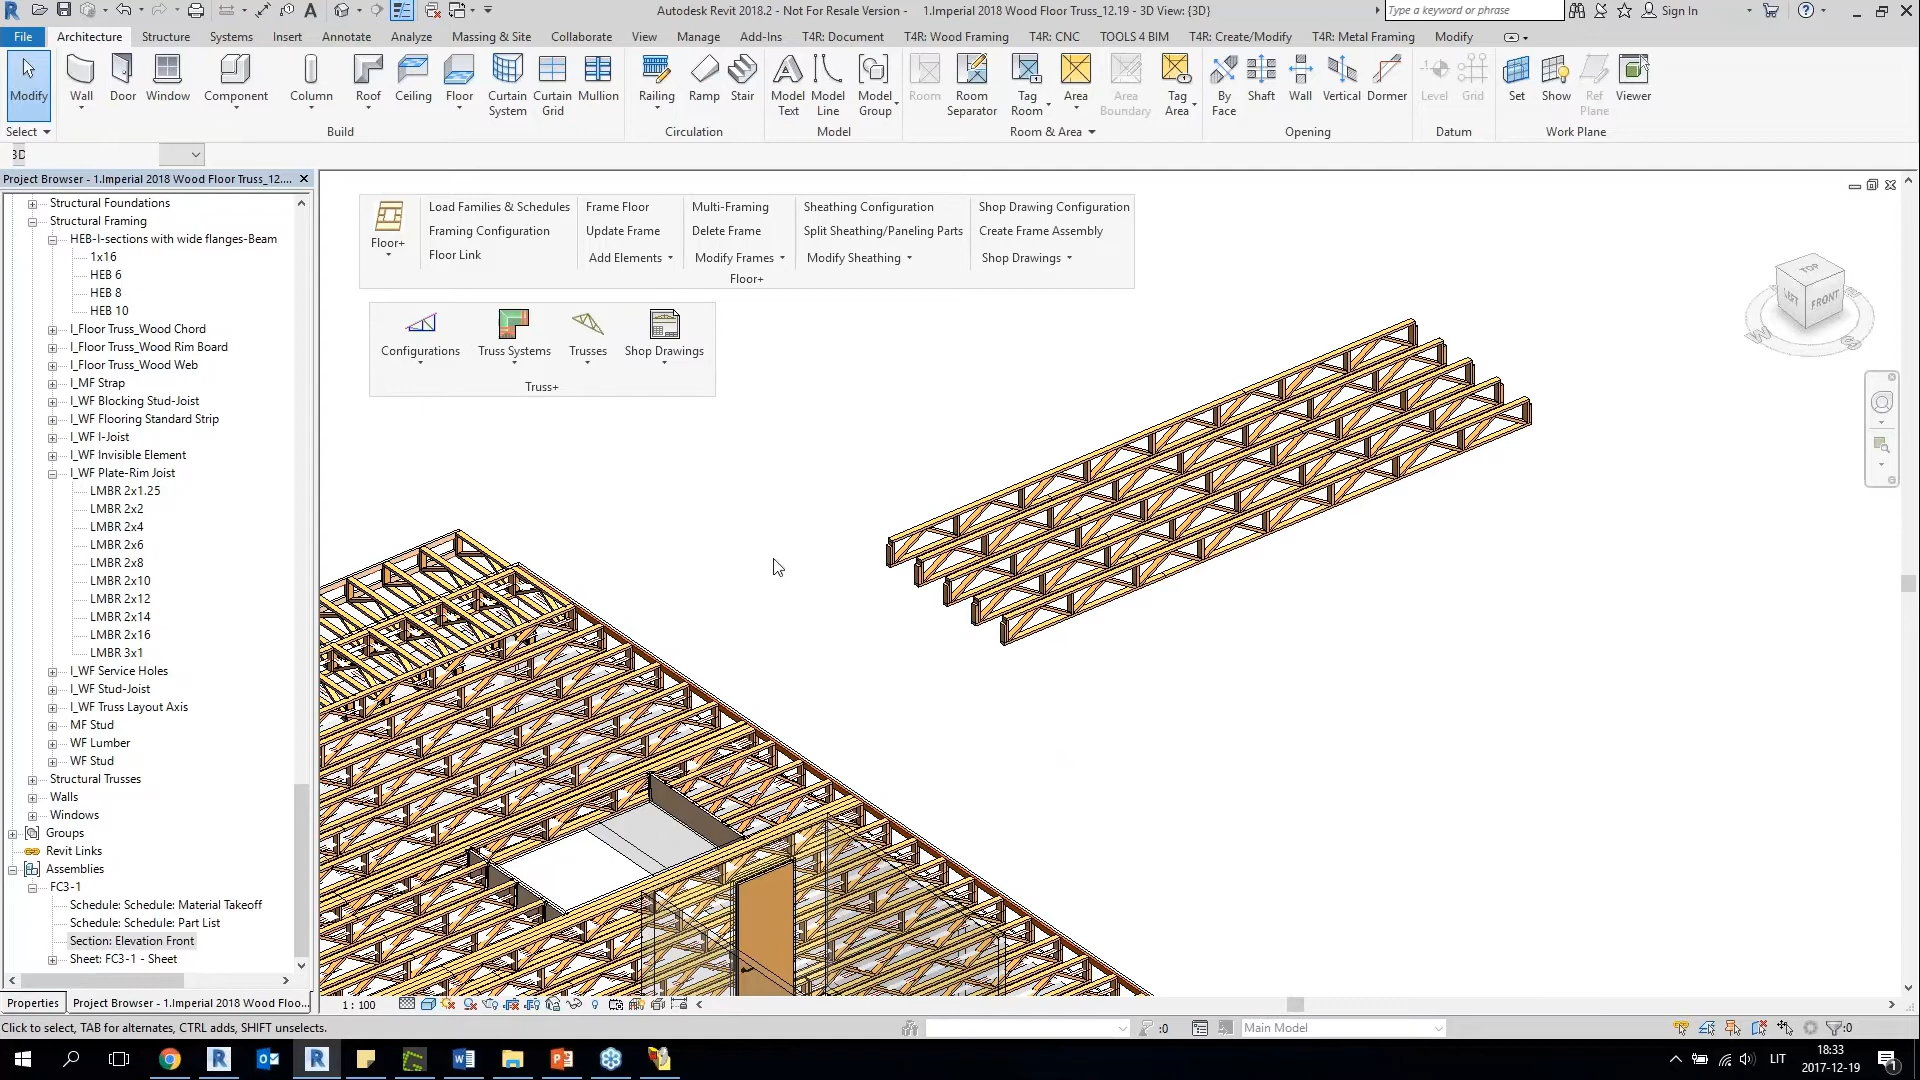 Autodesk Revit 2018.2 - Not For Resale Version - 1.Imperial 2018 Wood Floor Truss_12.19 - 3D View: {3D}
Type a keyword or phrase
Sign In
File Architecture Structure Systems Insert Annotate Analyze Massing & Site Collaborate View Manage Add-Ins T4R: Document T4R: Wood Framing T4R: CNC TOOLS 4 BIM T4R: Create/Modify T4R: Metal Framing Modify
Modify Wall Door Window Component Column Roof Ceiling Floor Curtain System Curtain Grid Mullion Railing Ramp Stair Model Text Model Line Model Group Room Room Separator Tag Room Area Area Boundary Tag Area By Face Shaft Wall Vertical Dormer Level Grid Set Show Ref Plane Viewer
Select Build Circulation Model Room & Area Opening Datum Work Plane
3D
Project Browser - 1.Imperial 2018 Wood Floor Truss_12....
Structural Foundations
Structural Framing
HEB-I-sections with wide flanges-Beam
1x16
HEB 6
HEB 8
HEB 10
I_Floor Truss_Wood Chord
I_Floor Truss_Wood Rim Board
I_Floor Truss_Wood Web
I_MF Strap
I_WF Blocking Stud-Joist
I_WF Flooring Standard Strip
I_WF I-Joist
I_WF Invisible Element
I_WF Plate-Rim Joist
LMBR 2x1.25
LMBR 2x2
LMBR 2x4
LMBR 2x6
LMBR 2x8
LMBR 2x10
LMBR 2x12
LMBR 2x14
LMBR 2x16
LMBR 3x1
I_WF Service Holes
I_WF Stud-Joist
I_WF Truss Layout Axis
MF Stud
WF Lumber
WF Stud
Structural Trusses
Walls
Windows
Groups
Revit Links
Assemblies
FC3-1
Schedule: Schedule: Material Takeoff
Schedule: Schedule: Part List
Section: Elevation Front
Sheet: FC3-1 - Sheet
Properties Project Browser - 1.Imperial 2018 Wood Floo...
Floor+
Load Families & Schedules
Framing Configuration
Floor Link
Frame Floor
Update Frame
Add Elements
Multi-Framing
Delete Frame
Modify Frames
Sheathing Configuration
Split Sheathing/Paneling Parts
Modify Sheathing
Shop Drawing Configuration
Create Frame Assembly
Shop Drawings
Floor+
Configurations Truss Systems Trusses Shop Drawings
Truss+
TOP
LEFT FRONT
W S
1 : 100
Click to select, TAB for alternates, CTRL adds, SHIFT unselects.
:0
Main Model
:0
LIT
18:33
2017-12-19
1